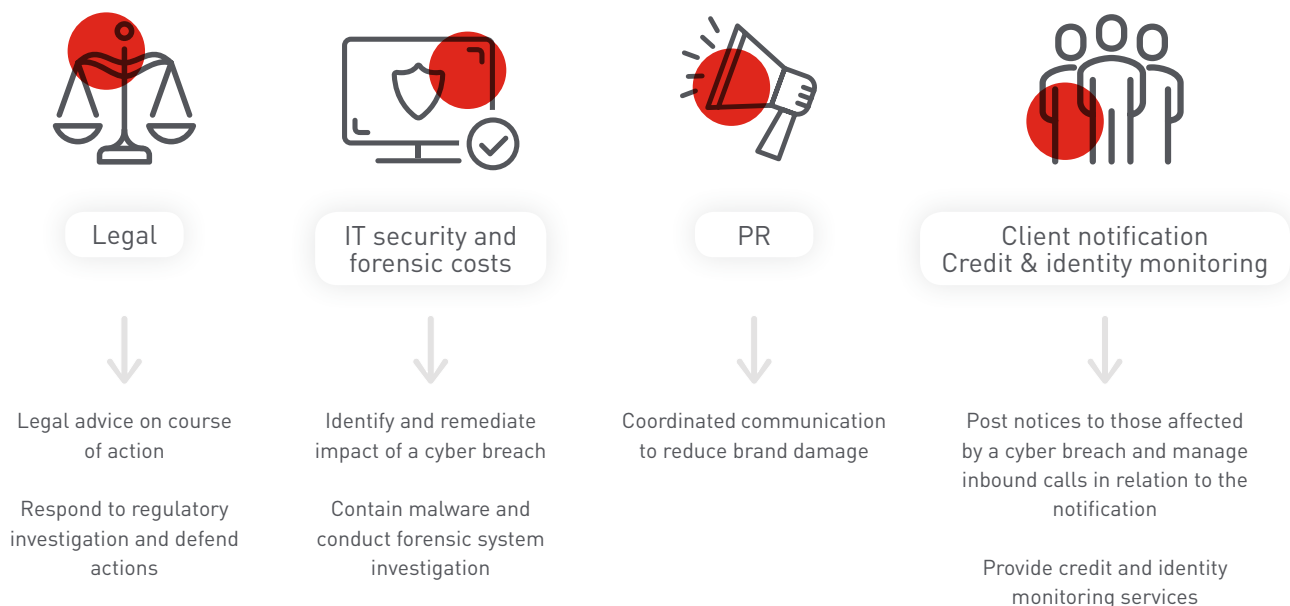 Legal
IT security and
forensic costs
PR
Client notification
Credit & identity monitoring
Legal advice on course
of action
Respond to regulatory
investigation and defend
actions
Identify and remediate
impact of a cyber breach
Contain malware and
conduct forensic system
investigation
Coordinated communication
to reduce brand damage
Post notices to those affected
by a cyber breach and manage
inbound calls in relation to the
notification
Provide credit and identity
monitoring services